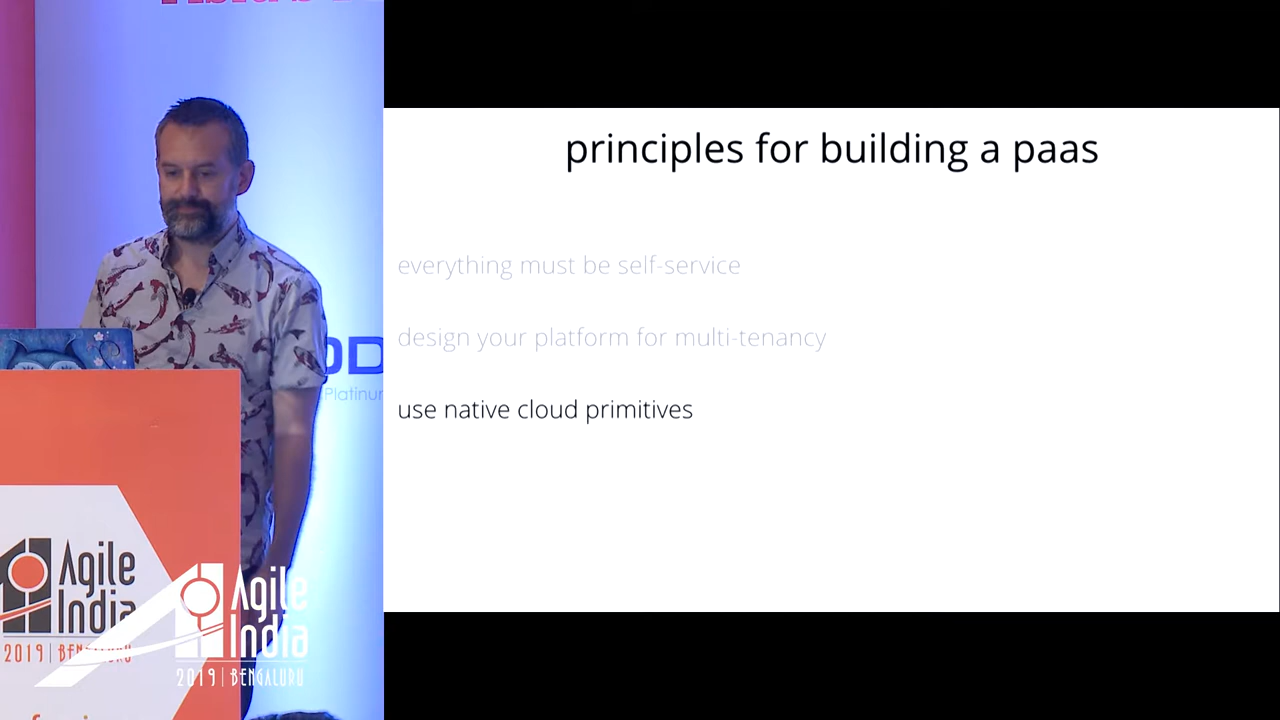 principles for building a paas
everything must be self-service
design your platform for multi-tenancy
use native cloud primitives
Platinum
Agile
India
2019 | BENGALURU
Agile
India
2019 | BENGALURU